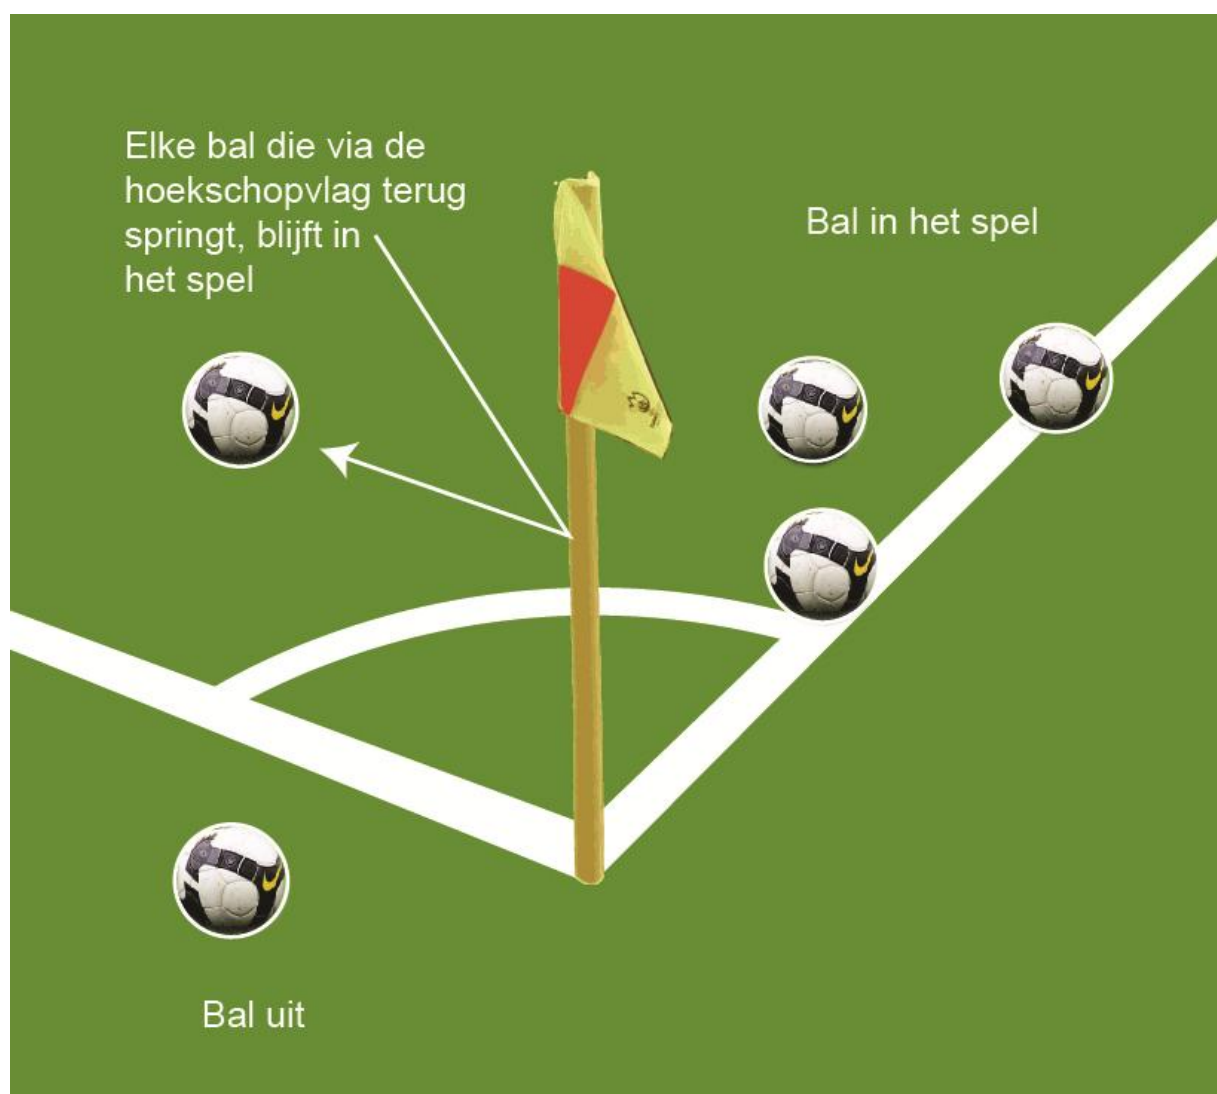 Elke bal die via de
hoekschopvlag terug
springt, blijft in
het spel
Bal in het spel
Bal uit